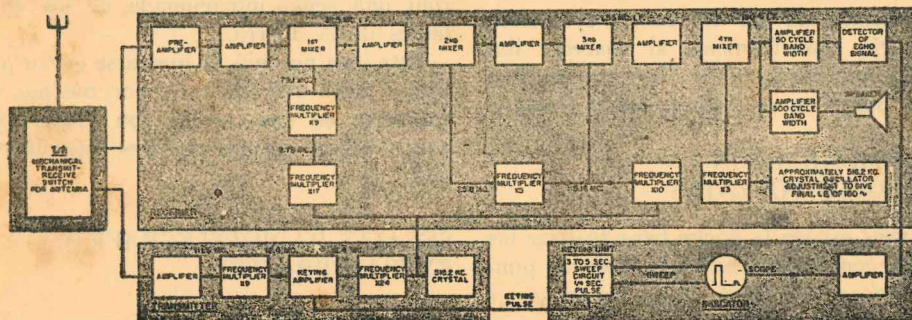 PRE-
AMPLIFIER
AMPLIFIER
1ST
MIXER
AMPLIFIER
2ND
MIXER
AMPLIFIER
3RD
MIXER
AMPLIFIER
4TH
MIXER
AMPLIFIER
50 CYCLE
BAND
WIDTH
DETECTOR
OF
ECHO
SIGNAL
SPEAKER
AMPLIFIER
500 CYCLE
BAND
WIDTH
FREQUENCY
MULTIPLIER
X9
MECHANICAL
TRANSMIT-
RECEIVE
SWITCH
FOR ANTENNA
FREQUENCY
MULTIPLIER
X17
FREQUENCY
MULTIPLIER
FREQUENCY
MULTIPLIER
FREQUENCY
MULTIPLIER
X3
APPROXIMATELY 516.2 KC.
CRYSTAL OSCILLATOR
ADJUSTMENT TO GIVE
FINAL I.F. OF 180 ~
RECEIVER
AMPLIFIER
FREQUENCY
MULTIPLIER
X9
KEYING
AMPLIFIER
FREQUENCY
MULTIPLIER
X24
516.2 KC.
CRYSTAL
TRANSMITTER
KEYING
PULSE
KEYING UNIT
3 TO 5 SEC.
SWEEP
CIRCUIT
1/4 SEC.
PULSE
SWEEP
SCOPE
INDICATOR
AMPLIFIER